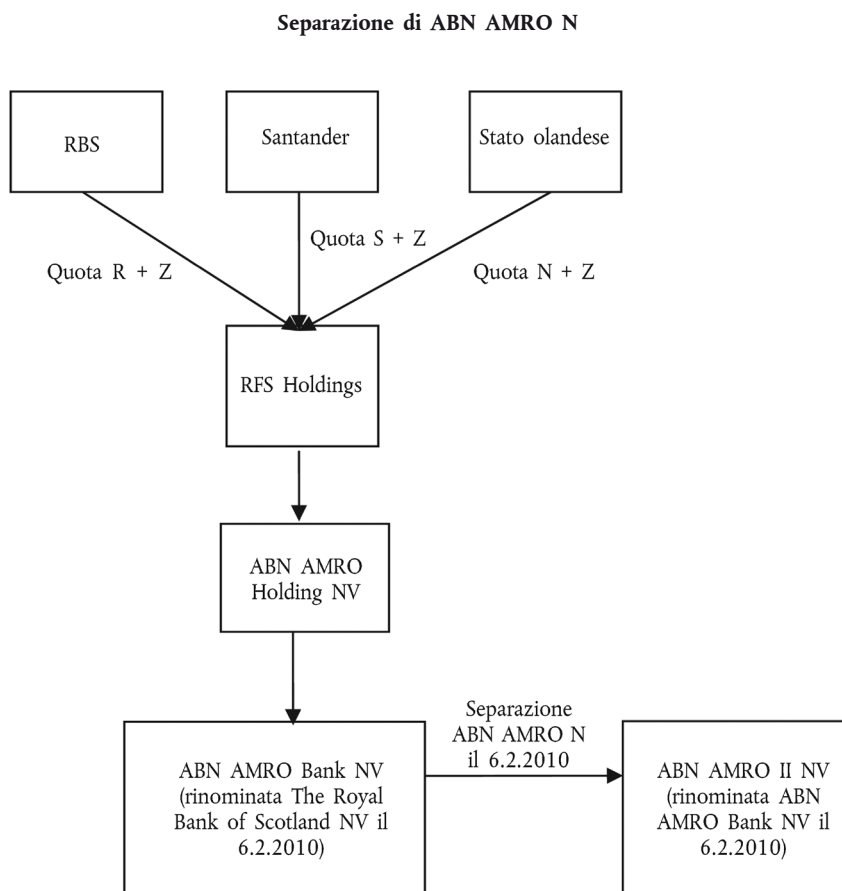 Separazione di ABN AMRO N
RBS
Santander
Stato olandese
Quota R + Z
Quota S + Z
Quota N + Z
RFS Holdings
ABN AMRO
Holding NV
ABN AMRO Bank NV
(rinominata The Royal
Bank of Scotland NV il
6.2.2010)
Separazione
ABN AMRO N
il 6.2.2010
ABN AMRO II NV
(rinominata ABN
AMRO Bank NV il
6.2.2010)